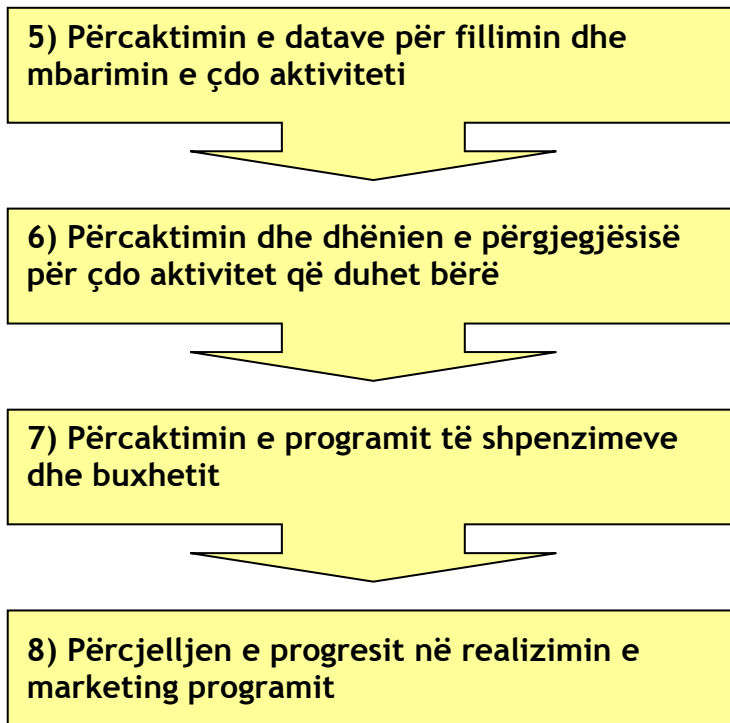 5) Përcaktimin e datave për fillimin dhe
mbarimin e çdo aktiviteti
6) Përcaktimin dhe dhënien e përgjegjësisë
për çdo aktivitet që duhet bërë
7) Përcaktimin e programit të shpenzimeve
dhe buxhetit
8) Përcjelljen e progresit në realizimin e
marketing programit